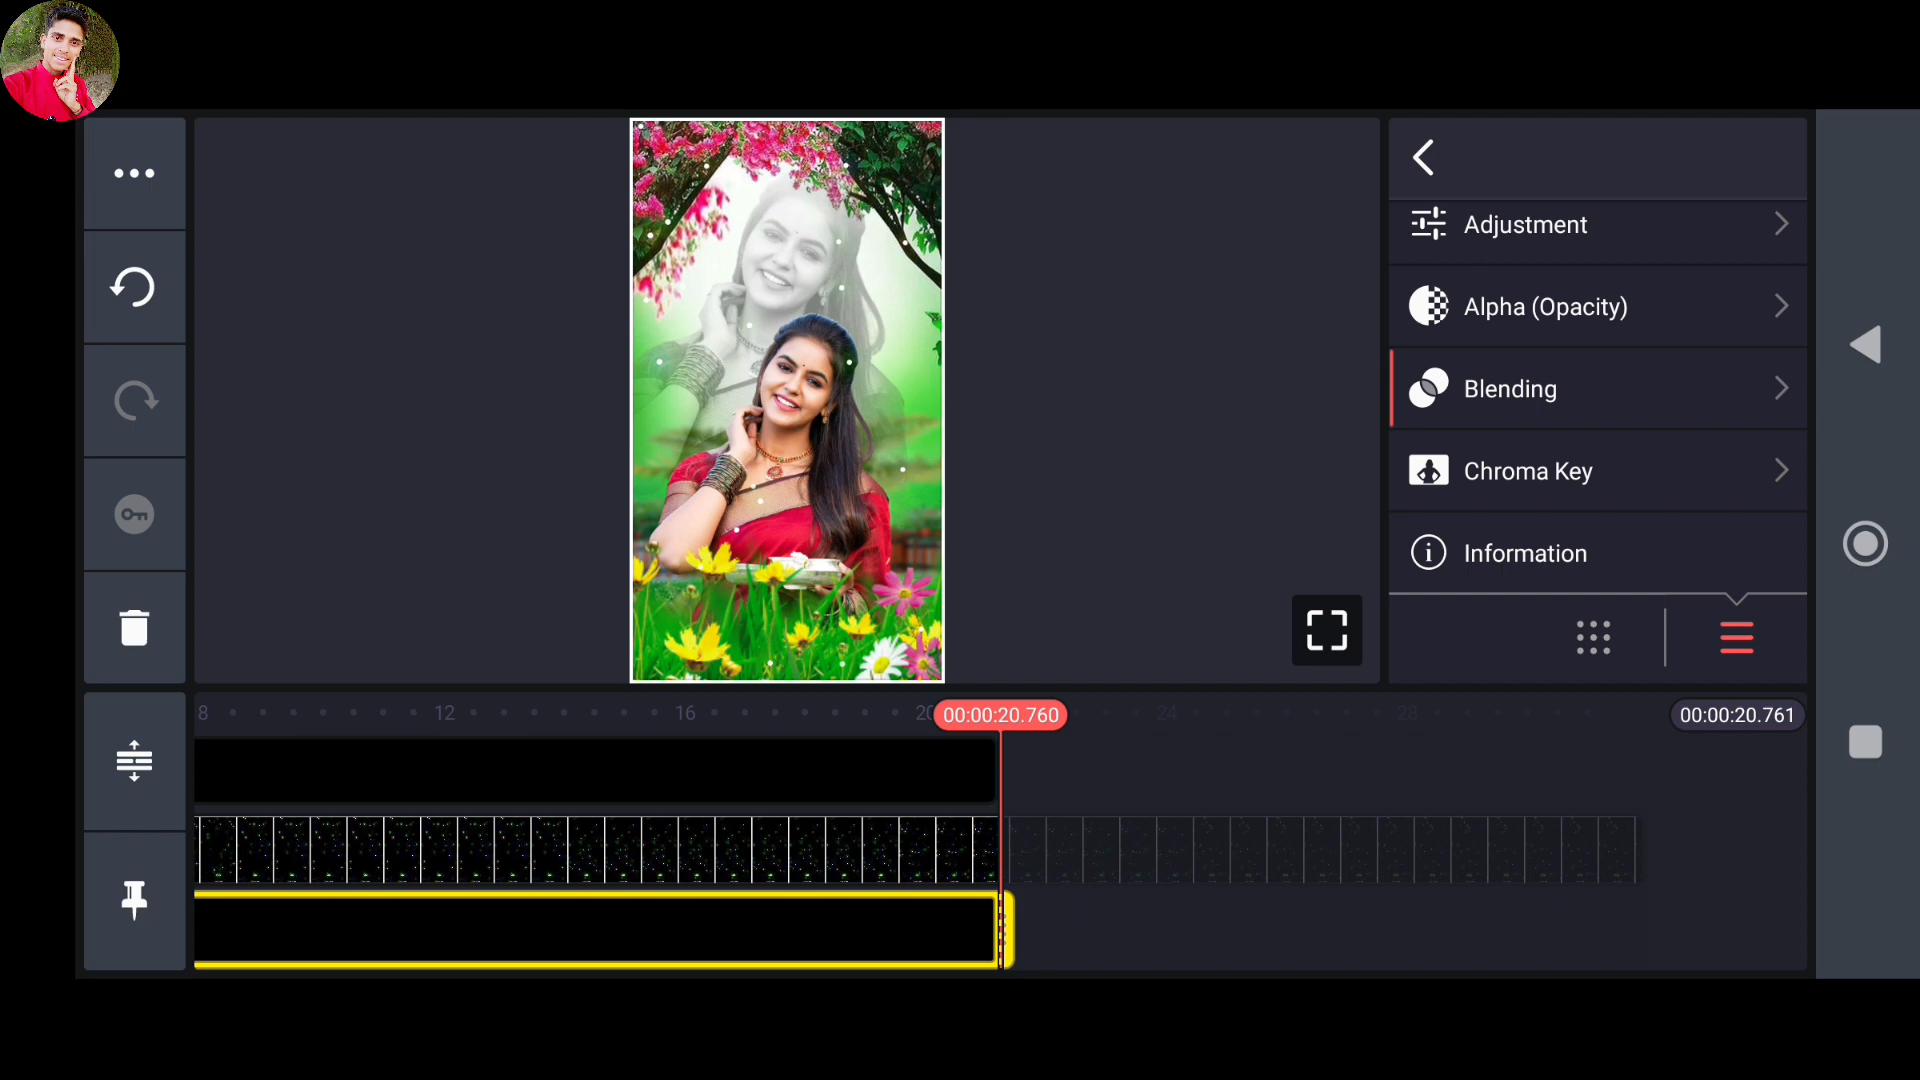 Adjustment
Alpha (Opacity)
Blending
Chroma Key
Information
8 12 16 20 00:00:20.760 24 28 00:00:20.761